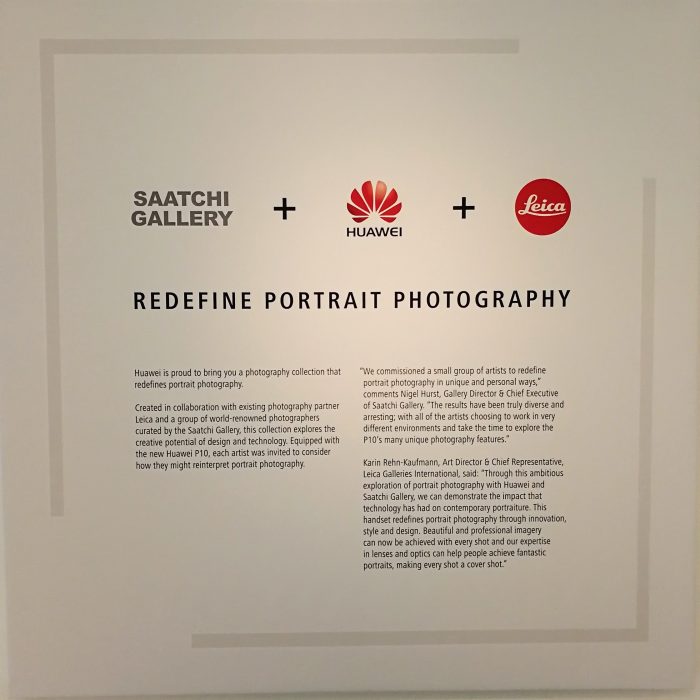 SAATCHI
GALLERY
+
HUAWEI
+
Leica
REDEFINE PORTRAIT PHOTOGRAPHY
Huawei is proud to bring you a photography collection that
redefines portrait photography.
Created in collaboration with existing photography partner
Leica and a group of world-renowned photographers
curated by the Saatchi Gallery, this collection explores the
creative potential of design and technology. Equipped with
the new Huawei P10, each artist was invited to consider
how they might reinterpret portrait photography.
"We commissioned a small group of artists to redefine
portrait photography in unique and personal ways,"
comments Nigel Hurst, Gallery Director & Chief Executive
of Saatchi Gallery. "The results have been truly diverse and
arresting; with all of the artists choosing to work in very
different environments and take the time to explore the
P10's many unique photography features."
Karin Rehn-Kaufmann, Art Director & Chief Representative,
Leica Galleries International, said: "Through this ambitious
exploration of portrait photography with Huawei and
Saatchi Gallery, we can demonstrate the impact that
technology has had on contemporary portraiture. This
handset redefines portrait photography through innovation,
style and design. Beautiful and professional imagery
can now be achieved with every shot and our expertise
in lenses and optics can help people achieve fantastic
portraits, making every shot a cover shot."